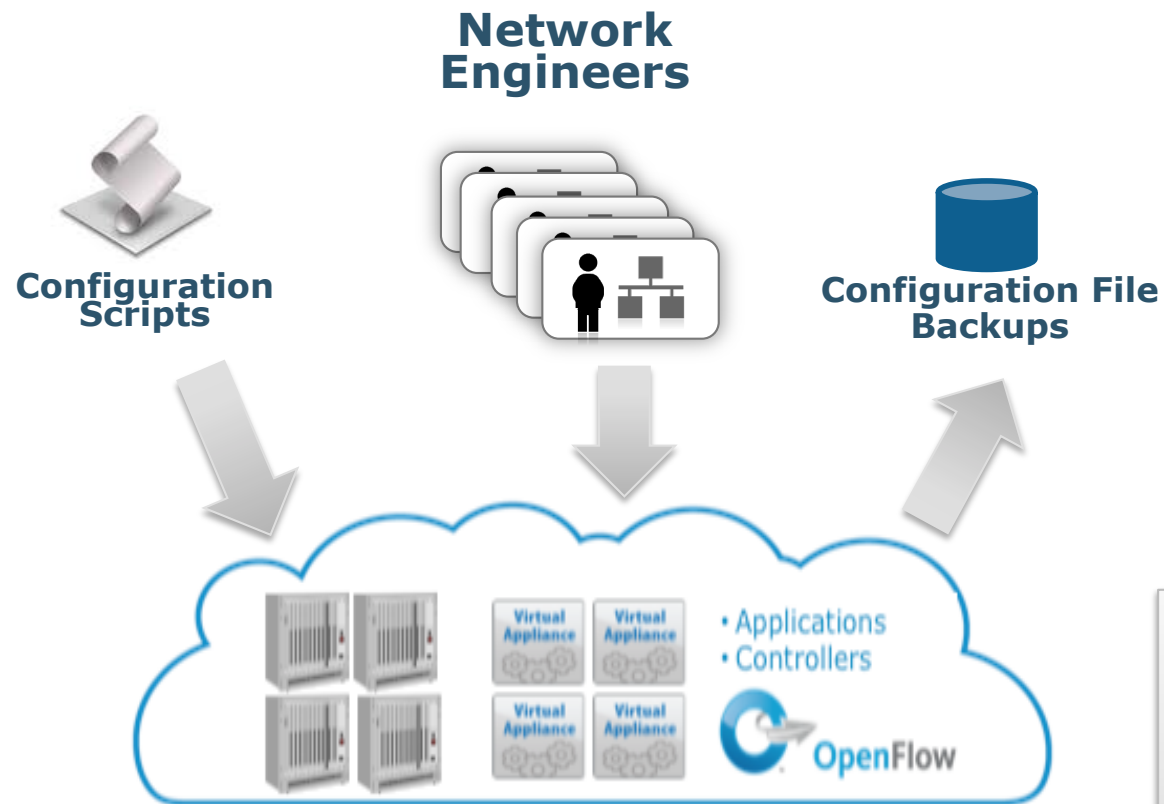 Network
Engineers
Configuration
Scripts
Configuration File
Backups
Virtual
Appliance
Virtual
Appliance
• Applications
• Controllers
Virtual
Appliance
Virtual
Appliance
OpenFlow